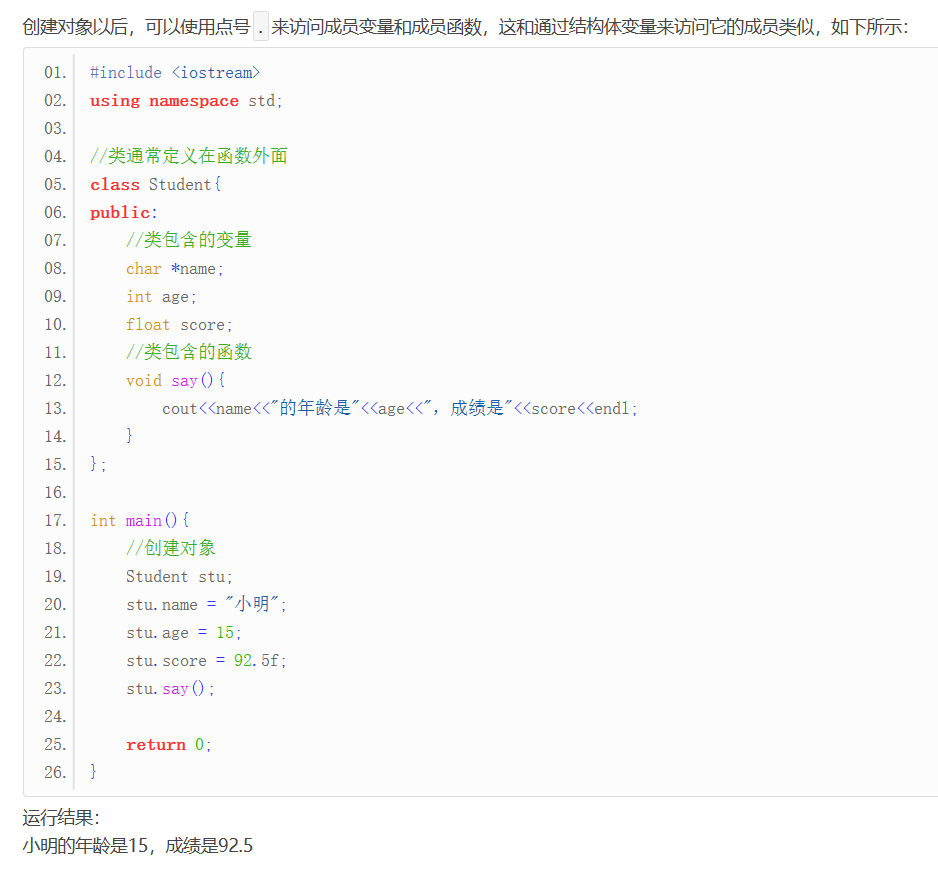 创建对象以后，可以使用点号 . 来访问成员变量和成员函数，这和通过结构体变量来访问它的成员类似，如下所示：
01. #include <iostream>
02. using namespace std;
03.
04. //类通常定义在函数外面
05. class Student{
06. public:
07.     //类包含的变量
08.     char *name;
09.     int age;
10.     float score;
11.     //类包含的函数
12.     void say(){
13.         cout<<name<<"的年龄是"<<age<<"，成绩是"<<score<<endl;
14.     }
15. };
16.
17. int main(){
18.     //创建对象
19.     Student stu;
20.     stu.name = "小明";
21.     stu.age = 15;
22.     stu.score = 92.5f;
23.     stu.say();
24.
25.     return 0;
26. }
运行结果：
小明的年龄是15，成绩是92.5